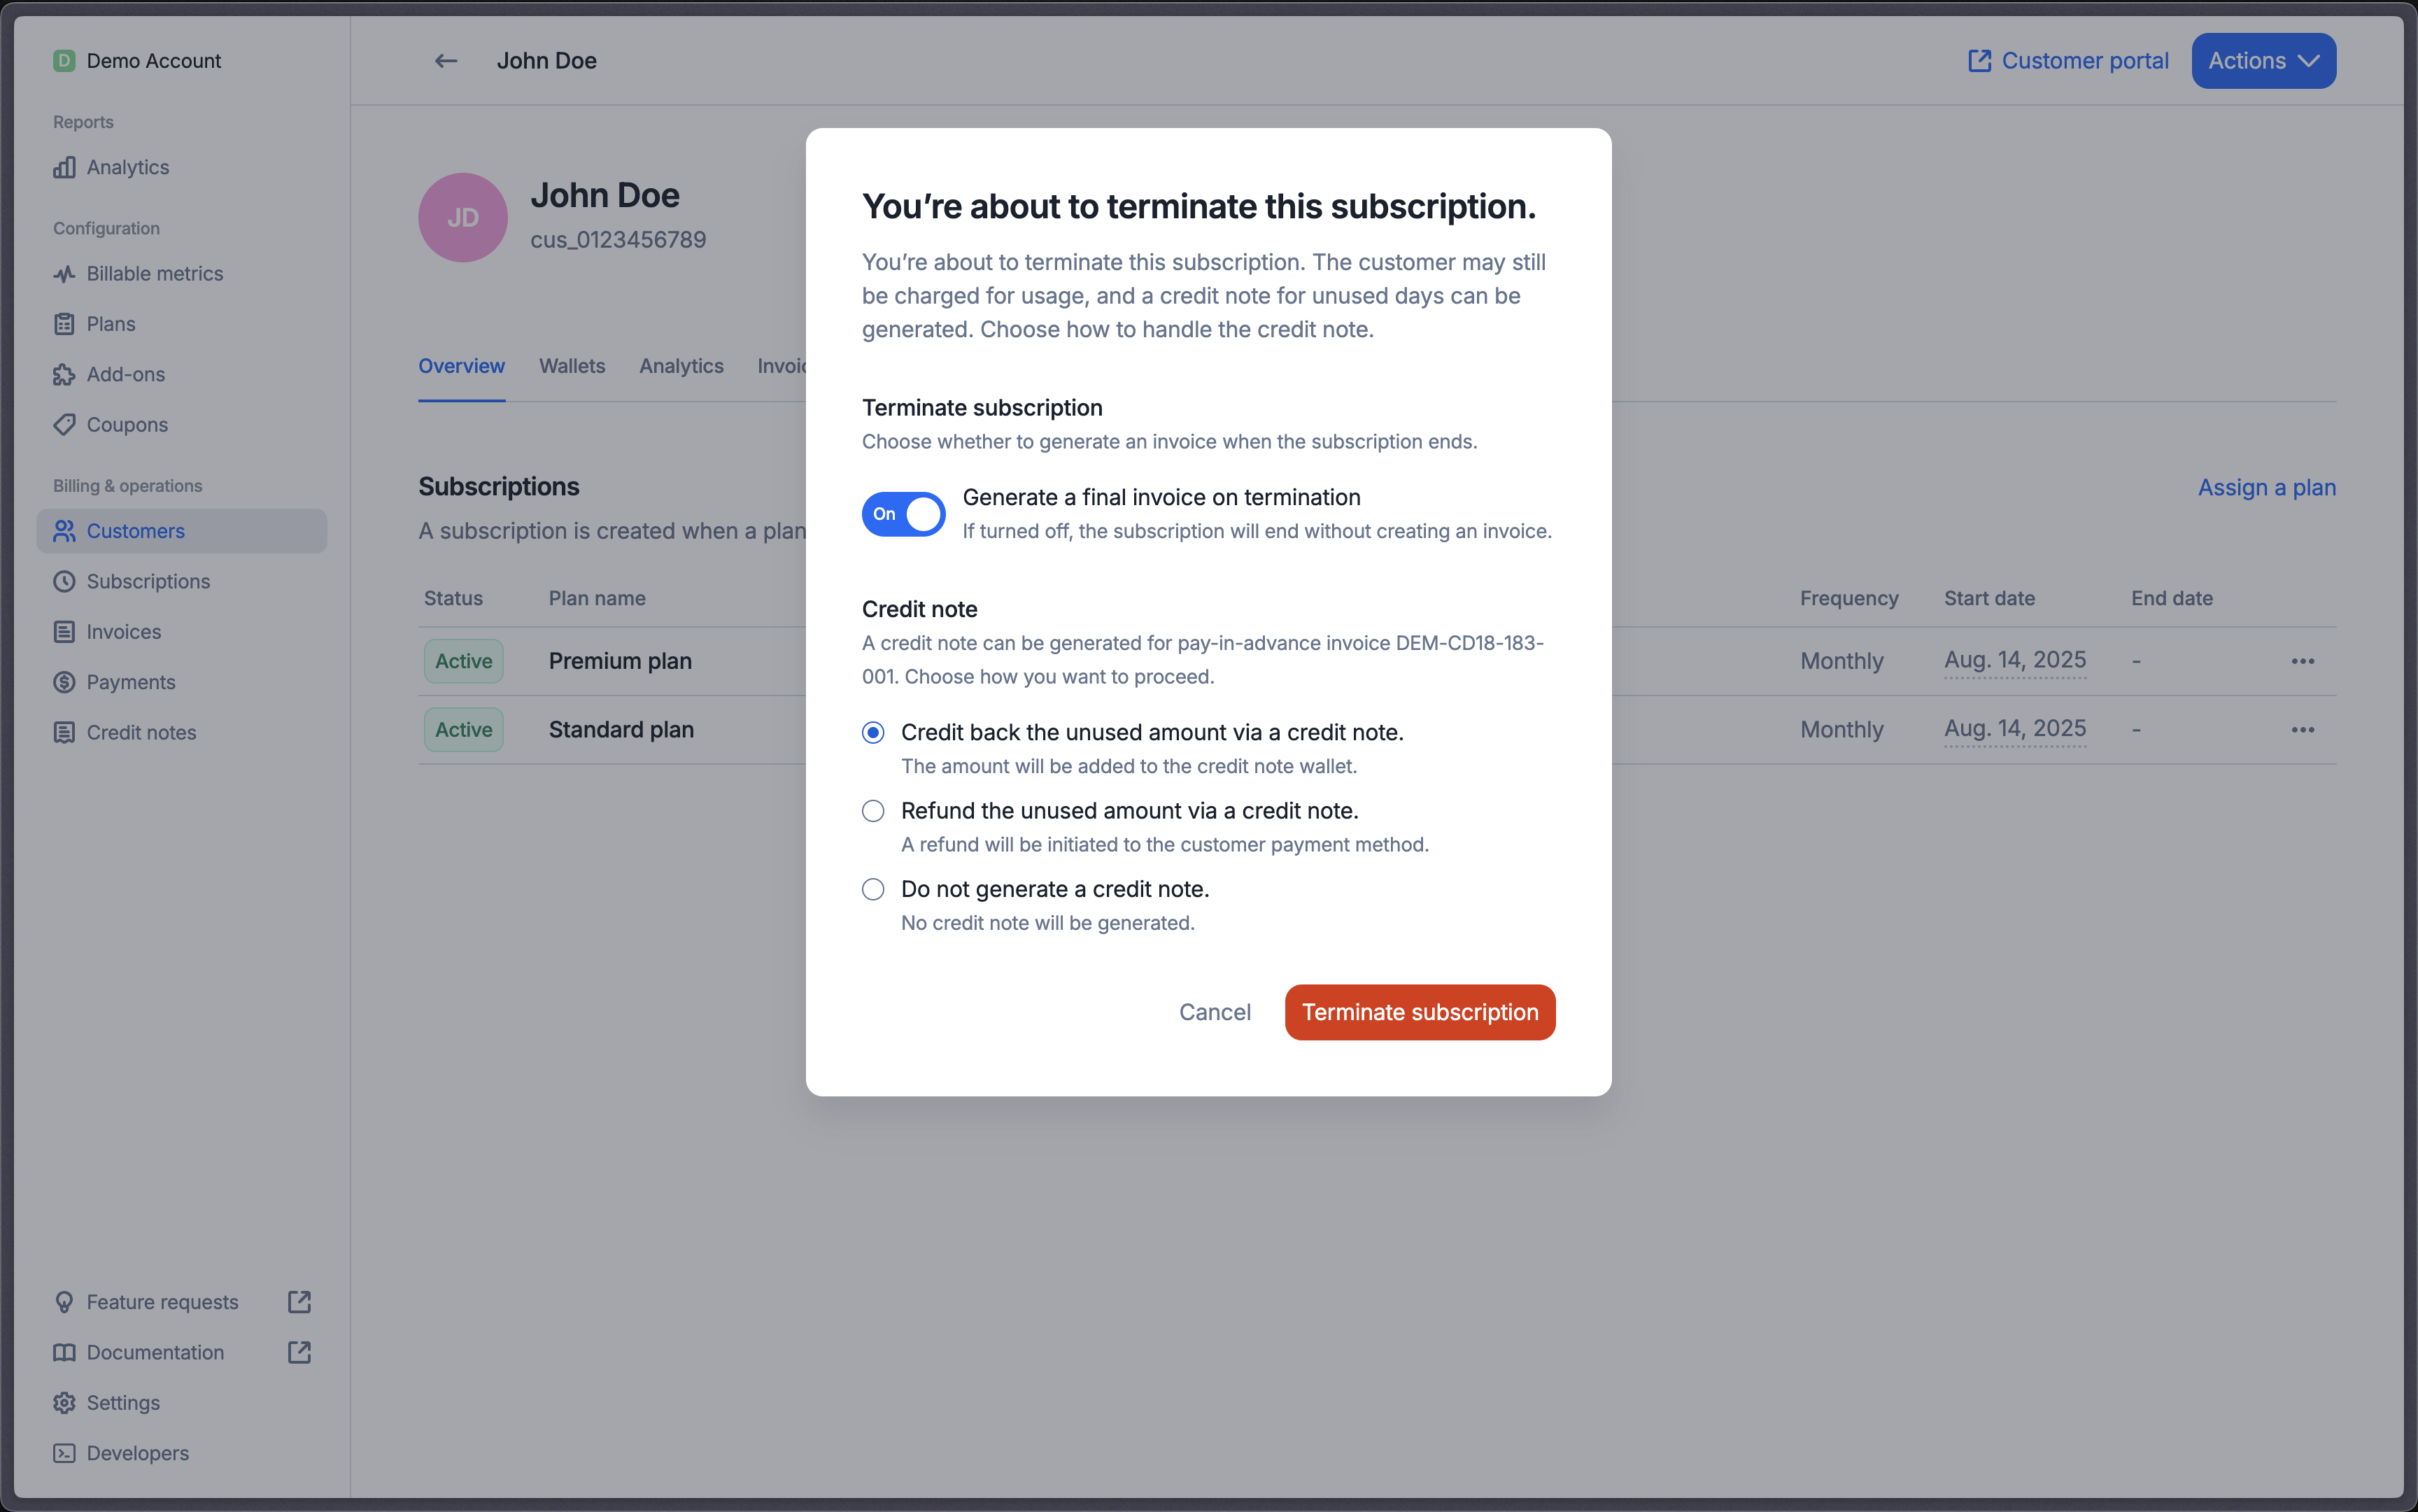 D Demo Account
Reports
Analytics
Configuration
Billable metrics
Plans
Add-ons
Coupons
Billing & operations
Customers
Subscriptions
Invoices
Payments
Credit notes
Feature requests
Documentation
Settings
Developers
John Doe
Customer portal
Actions
JD
John Doe
cus_0123456789
Overview Wallets Analytics
Subscriptions
Assign a plan
A subscription is created when a plan
Status Plan name Frequency Start date End date
Active Premium plan Monthly Aug. 14, 2025 -
Active Standard plan Monthly Aug. 14, 2025 -
You’re about to terminate this subscription.
You’re about to terminate this subscription. The customer may still
be charged for usage, and a credit note for unused days can be
generated. Choose how to handle the credit note.
Terminate subscription
Choose whether to generate an invoice when the subscription ends.
On
Generate a final invoice on termination
If turned off, the subscription will end without creating an invoice.
Credit note
A credit note can be generated for pay-in-advance invoice DEM-CD18-183-
001. Choose how you want to proceed.
Credit back the unused amount via a credit note.
The amount will be added to the credit note wallet.
Refund the unused amount via a credit note.
A refund will be initiated to the customer payment method.
Do not generate a credit note.
No credit note will be generated.
Cancel
Terminate subscription